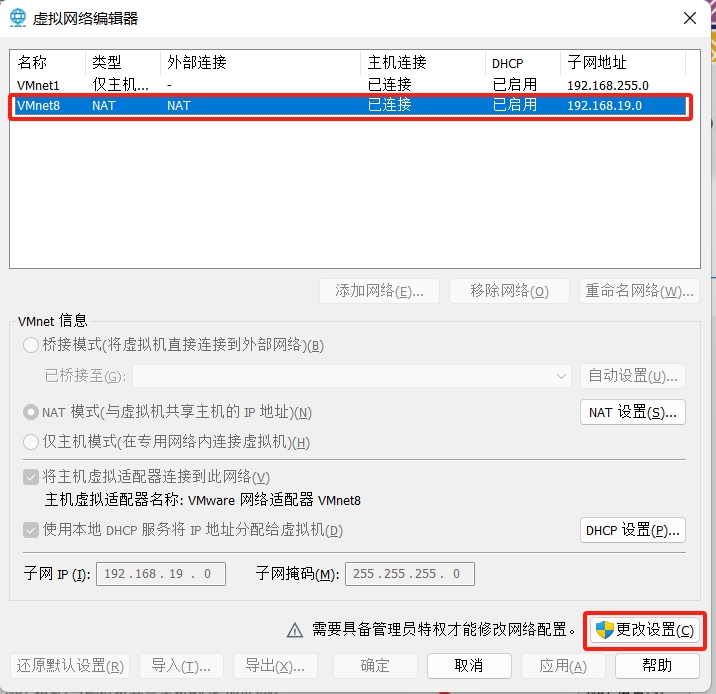 虚拟网络编辑器
名称 类型 外部连接 主机连接 DHCP 子网地址
VMnet1 仅主机... - 已连接 已启用 192.168.255.0
VMnet8 NAT NAT 已连接 已启用 192.168.19.0
添加网络(E)... 移除网络(O) 重命名网络(W)...
VMnet 信息
桥接模式(将虚拟机直接连接到外部网络)(B)
已桥接至(G): 自动设置(U)...
NAT 模式(与虚拟机共享主机的 IP 地址)(N) NAT 设置(S)...
仅主机模式(在专用网络内连接虚拟机)(H)
将主机虚拟适配器连接到此网络(V)
主机虚拟适配器名称: VMware 网络适配器 VMnet8
使用本地 DHCP 服务将 IP 地址分配给虚拟机(D) DHCP 设置(P)...
子网 IP (I): 192.168. 19 . 0 子网掩码(M): 255.255.255. 0
需要具备管理员特权才能修改网络配置。 更改设置(C)
还原默认设置(R) 导入(T)... 导出(X)... 确定 取消 应用(A) 帮助